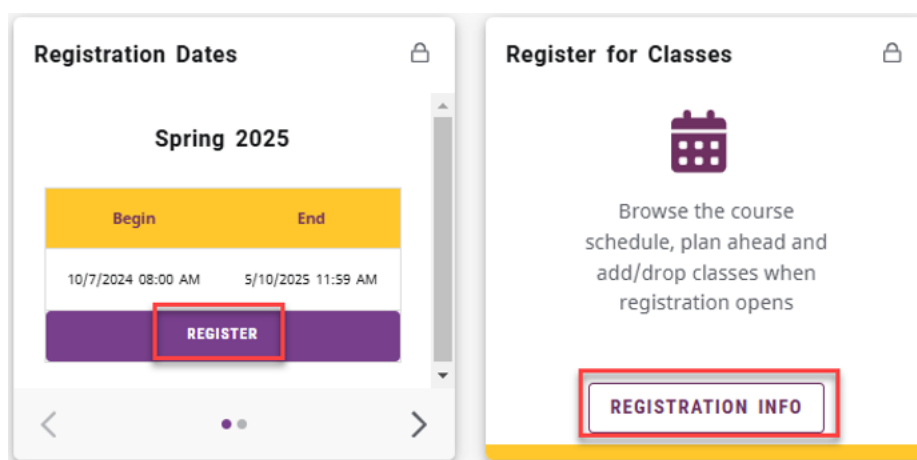 Registration Dates
Spring 2025
Begin End
10/7/2024 08:00 AM 5/10/2025 11:59 AM
REGISTER
Register for Classes
Browse the course
schedule, plan ahead and
add/drop classes when
registration opens
REGISTRATION INFO